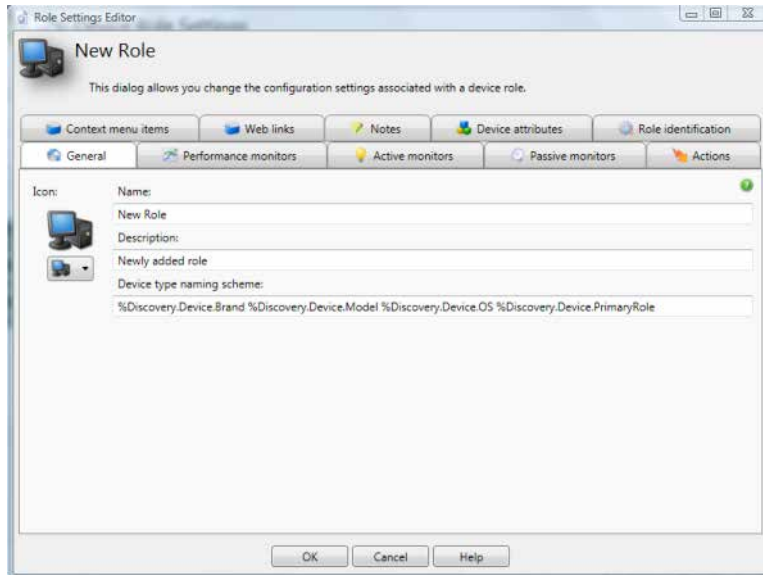 Role Settings Editor
New Role
This dialog allows you change the configuration settings associated with a device role.
Context menu items
Web links
Notes
Device attributes
Role identification
General
Performance monitors
Active monitors
Passive monitors
Actions
Icon:
Name:
New Role
Description:
Newly added role
Device type naming scheme:
%Discovery.Device.Brand %Discovery.Device.Model %Discovery.Device.OS %Discovery.Device.PrimaryRole
OK
Cancel
Help